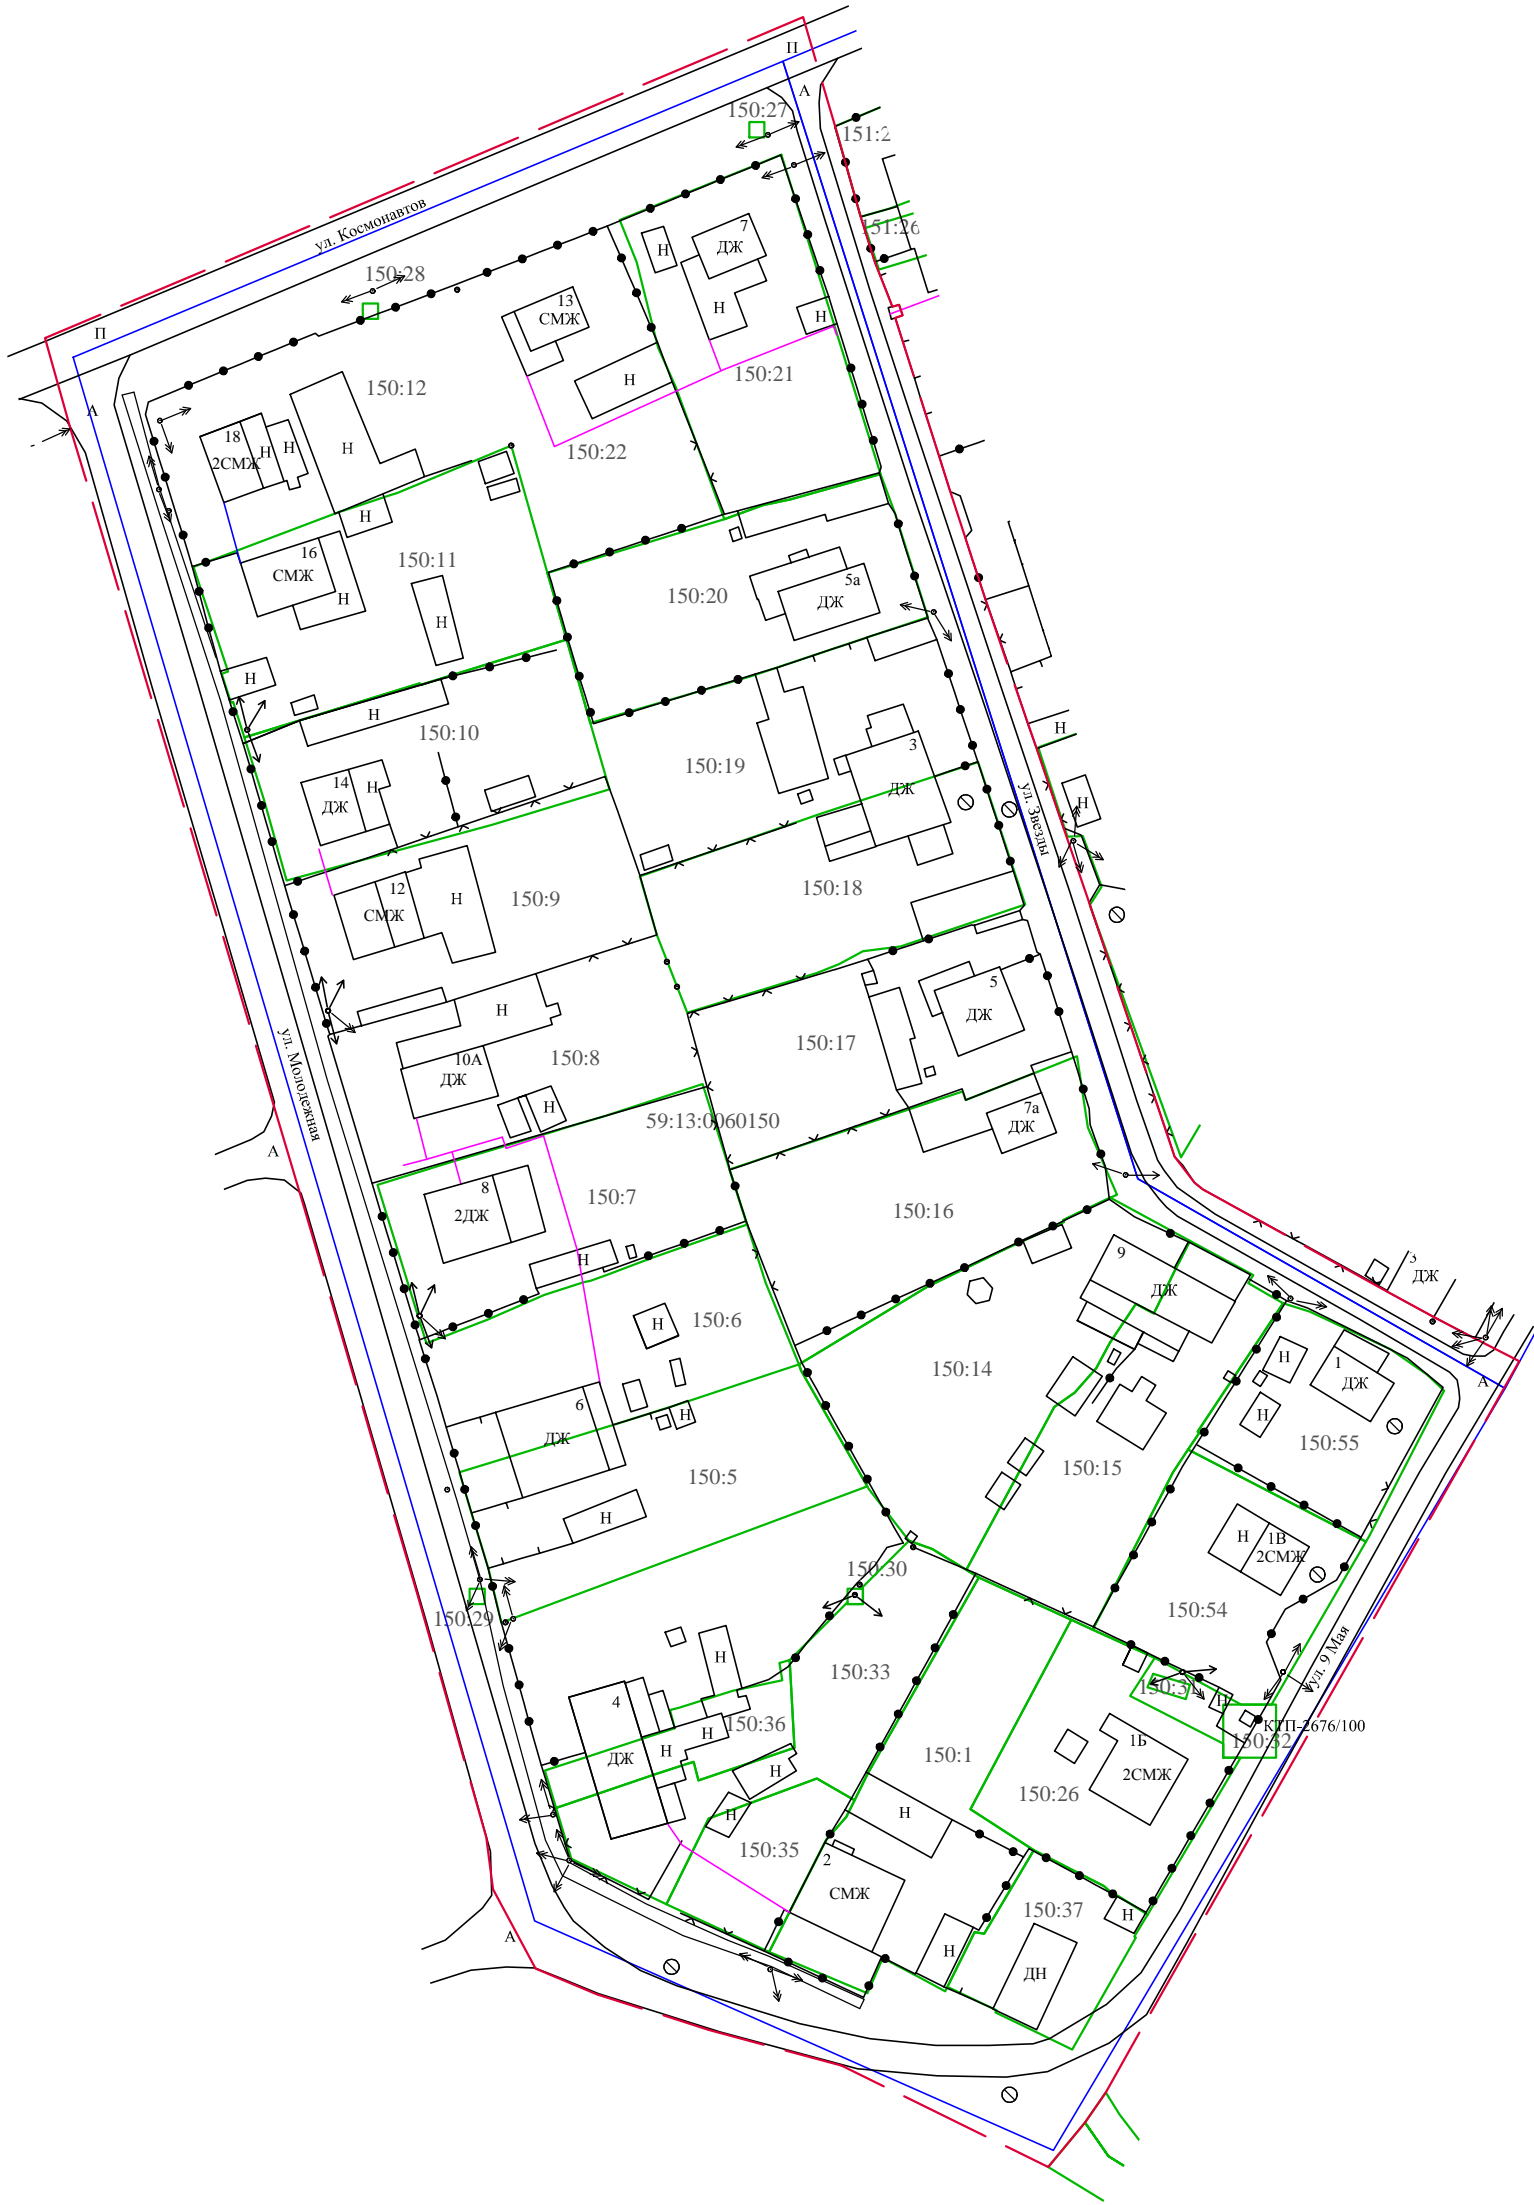 П
А
150:27
151:2
ул. Космонавтов
151:26
7
ДЖ
Н
150:28
13
СМЖ
Н
Н
П
Н
150:21
150:12
А
18
2СМЖ
Н
Н
Н
150:22
Н
16
СМЖ
150:11
5а
ДЖ
150:20
Н
Н
Н
Н
150:10
Н
3
ДЖ
150:19
14
ДЖ
Н
Н
ул. Звезды
12
СМЖ
Н
150:9
150:18
5
ДЖ
Н
150:17
ул. Молодежная
10А
ДЖ
150:8
Н
7а
ДЖ
59:13:0060150
А
8
2ДЖ
150:7
150:16
9
ДЖ
3
ДЖ
Н
150:6
Н
150:14
Н
1
ДЖ
А
6
ДЖ
Н
Н
150:55
150:15
150:5
Н
Н
1В
2СМЖ
150:30
150:29
150:54
ул. 9 Мая
Н
150:33
150:31
Н
4
ДЖ
150:36
Н
Н
КТП-2676/100
150:32
150:1
1Б
2СМЖ
Н
150:26
Н
Н
150:35
2
СМЖ
150:37
Н
А
Н
ДН